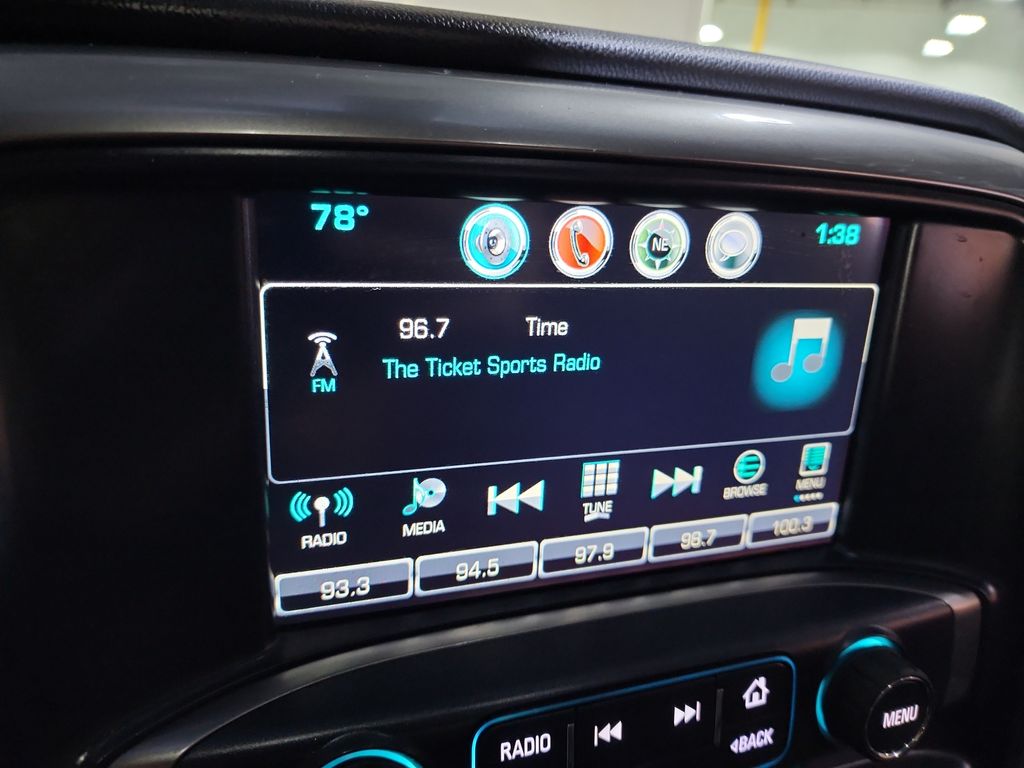 78°
NE
1:38
96.7 Time
FM
The Ticket Sports Radio
RADIO
MEDIA
TUNE
BROWSE
MENU
93.3
94.5
97.9
98.7
100.3
RADIO
BACK
MENU